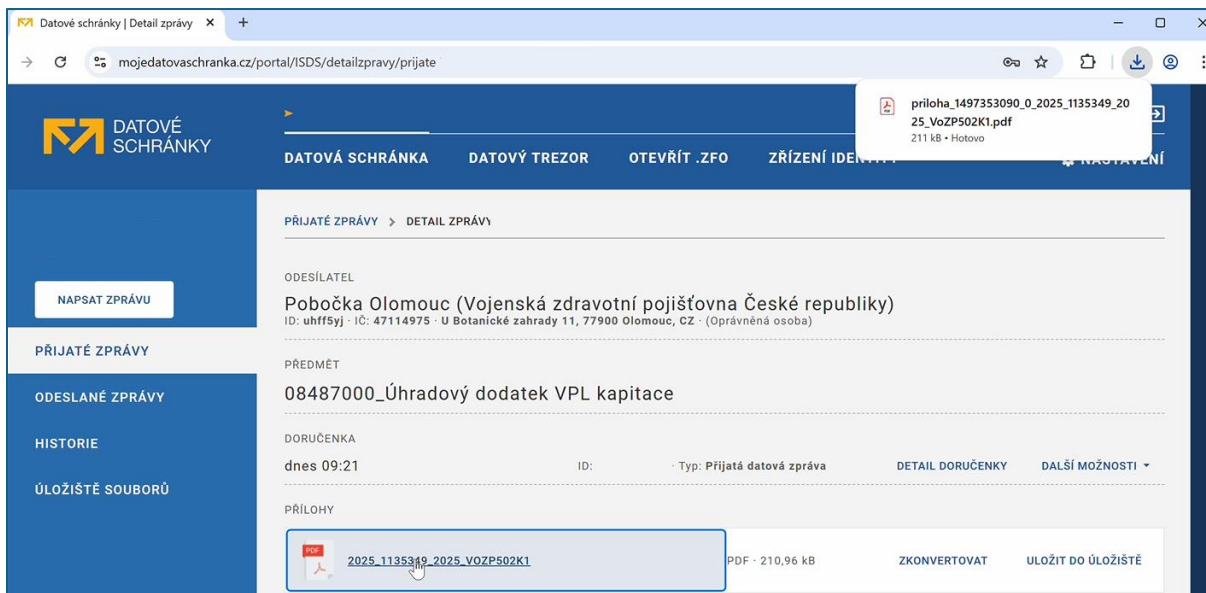 Datové schránky | Detail zprávy
mojedatovaschranka.cz/portal/ISDS/detailzpravy/prijate
priloha_1497353090_0_2025_1135349_20
25_VoZP502K1.pdf
211 kB • Hotovo
DATOVÉ
SCHRÁNKY
DATOVÁ SCHRÁNKA DATOVÝ TREZOR OTEVŘÍT .ZFO ZŘÍZENÍ IDENTITY NASTAVENÍ
PŘIJATÉ ZPRÁVY > DETAIL ZPRÁVY
NAPSAT ZPRÁVU
PŘIJATÉ ZPRÁVY
ODESLANÉ ZPRÁVY
HISTORIE
ÚLOŽIŠTĚ SOUBORŮ
ODESÍLATEL
Pobočka Olomouc (Vojenská zdravotní pojišťovna České republiky)
ID: uhff5yj · IČ: 47114975 · U Botanické zahrady 11, 77900 Olomouc, CZ · (Oprávněná osoba)
PŘEDMĚT
08487000_Úhradový dodatek VPL kapitace
DORUČENKA
dnes 09:21 ID: · Typ: Přijatá datová zpráva DETAIL DORUČENKY DALŠÍ MOŽNOSTI
PŘÍLOHY
PDF
2025_1135349_2025_VOZP502K1 PDF · 210,96 kB ZKONVERTOVAT ULOŽIT DO ÚLOŽIŠTĚ